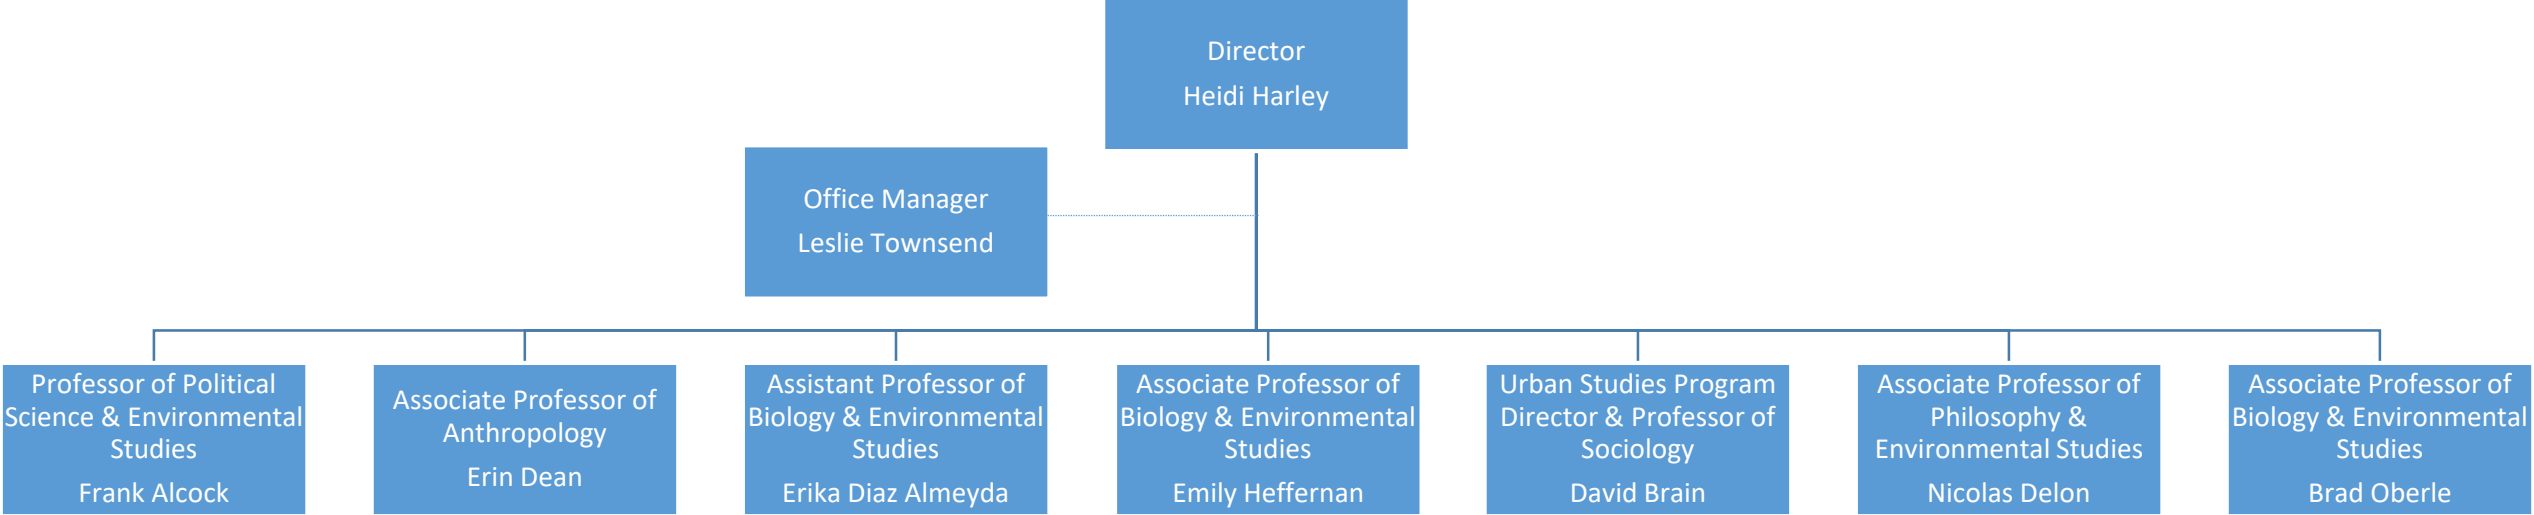 Director
Heidi Harley
Office Manager
Leslie Townsend
Professor of Political
Science & Environmental
Studies
Frank Alcock
Associate Professor of
Anthropology
Erin Dean
Assistant Professor of
Biology & Environmental
Studies
Erika Diaz Almeyda
Associate Professor of
Biology & Environmental
Studies
Emily Heffernan
Urban Studies Program
Director & Professor of
Sociology
David Brain
Associate Professor of
Philosophy &
Environmental Studies
Nicolas Delon
Associate Professor of
Biology & Environmental
Studies
Brad Oberle